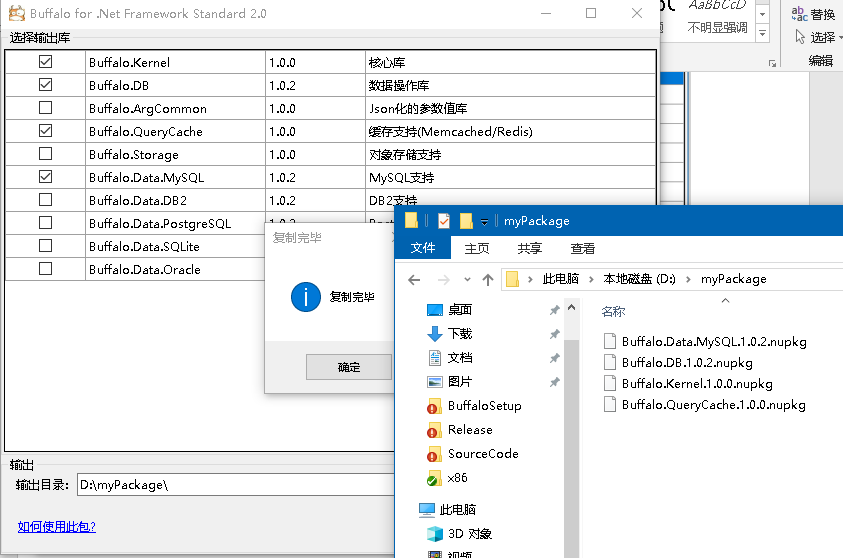 Buffalo for .Net Framework Standard 2.0
AaBbCcD
不明显强调
替换
选择
编辑
选择输出库
Buffalo.Kernel 1.0.0 核心库
Buffalo.DB 1.0.2 数据操作库
Buffalo.ArgCommon 1.0.0 Json化的参数值库
Buffalo.QueryCache 1.0.0 缓存支持(Memcached/Redis)
Buffalo.Storage 1.0.0 对象存储支持
Buffalo.Data.MySQL 1.0.2 MySQL支持
Buffalo.Data.DB2 1.0.2 DB2支持
Buffalo.Data.PostgreSQL
Buffalo.Data.SQLite
Buffalo.Data.Oracle
复制完毕
复制完毕
确定
myPackage
文件 主页 共享 查看
此电脑 本地磁盘 (D:) myPackage
桌面
下载
文档
图片
BuffaloSetup
Release
SourceCode
x86
此电脑
3D 对象
视频
名称
Buffalo.Data.MySQL.1.0.2.nupkg
Buffalo.DB.1.0.2.nupkg
Buffalo.Kernel.1.0.0.nupkg
Buffalo.QueryCache.1.0.0.nupkg
输出
输出目录: D:\myPackage\
如何使用此包?